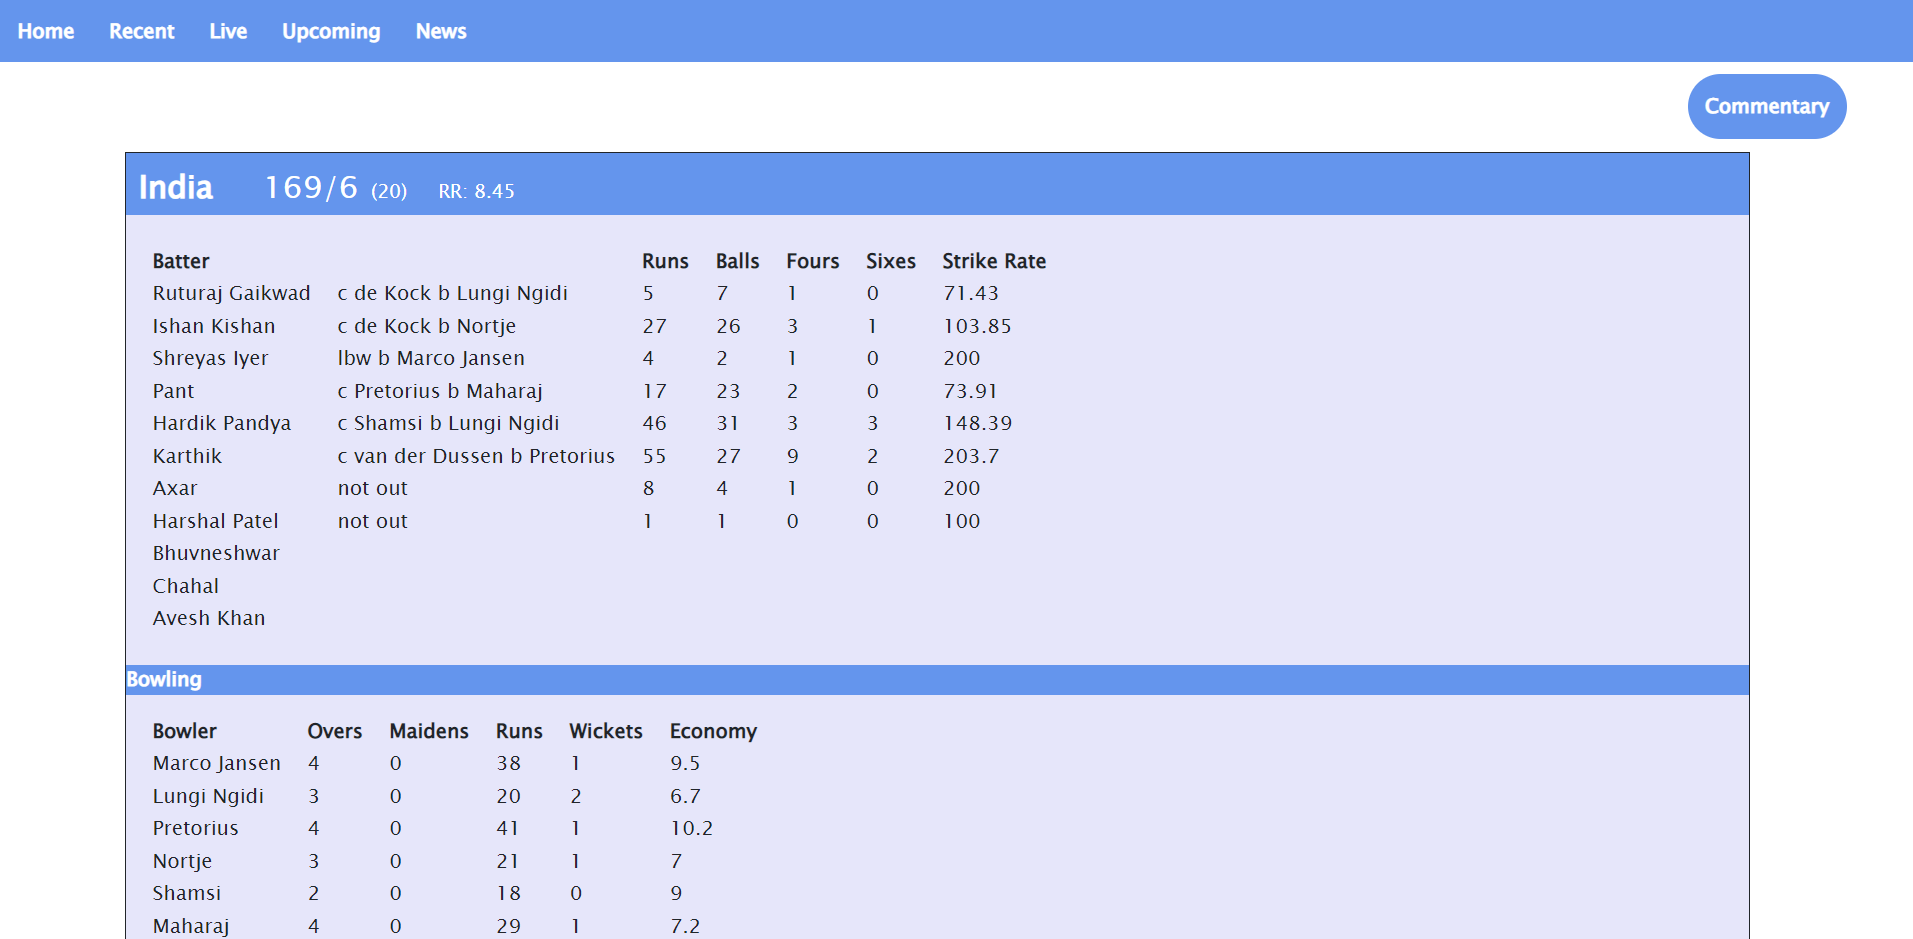 Home Recent Live Upcoming News
Commentary
India 169/6 (20) RR: 8.45
Batter Runs Balls Fours Sixes Strike Rate
Ruturaj Gaikwad c de Kock b Lungi Ngidi 5 7 1 0 71.43
Ishan Kishan c de Kock b Nortje 27 26 3 1 103.85
Shreyas Iyer lbw b Marco Jansen 4 2 1 0 200
Pant c Pretorius b Maharaj 17 23 2 0 73.91
Hardik Pandya c Shamsi b Lungi Ngidi 46 31 3 3 148.39
Karthik c van der Dussen b Pretorius 55 27 9 2 203.7
Axar not out 8 4 1 0 200
Harshal Patel not out 1 1 0 0 100
Bhuvneshwar
Chahal
Avesh Khan
Bowling
Bowler Overs Maidens Runs Wickets Economy
Marco Jansen 4 0 38 1 9.5
Lungi Ngidi 3 0 20 2 6.7
Pretorius 4 0 41 1 10.2
Nortje 3 0 21 1 7
Shamsi 2 0 18 0 9
Maharaj 4 0 29 1 7.2